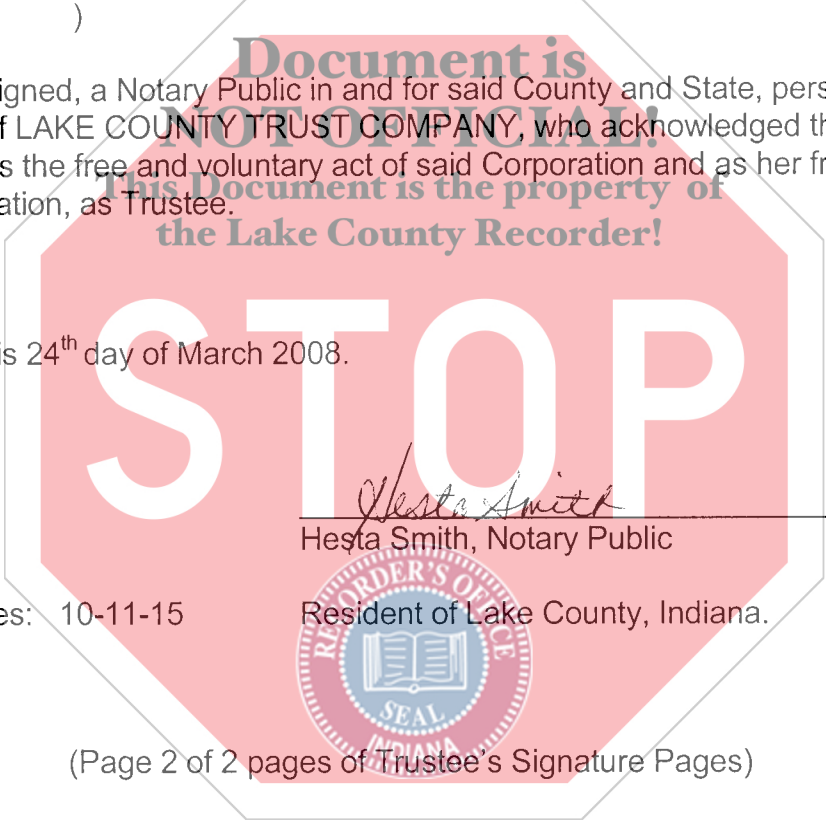 )
Document is
igned, a Notary Public in and for said County and State, pers
NOT OFFICIAL!
f LAKE COUNTY TRUST COMPANY, who acknowledged th
s the free and voluntary act of said Corporation and as her fr
This Document is the property of
ation, as Trustee.
the Lake County Recorder!
STOP
is 24th day of March 2008.
Hesta Smith
Hesta Smith, Notary Public
RECORDER'S OFFICE
es: 10-11-15 Resident of Lake County, Indiana.
SEAL
INDIANA
(Page 2 of 2 pages of Trustee's Signature Pages)